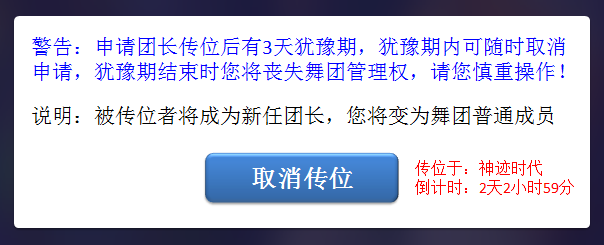 警告：申请团长传位后有3天犹豫期，犹豫期内可随时取消
申请，犹豫期结束时您将丧失舞团管理权，请您慎重操作！
说明：被传位者将成为新任团长，您将变为舞团普通成员
取消传位
传位于：神迹时代
倒计时：2天2小时59分